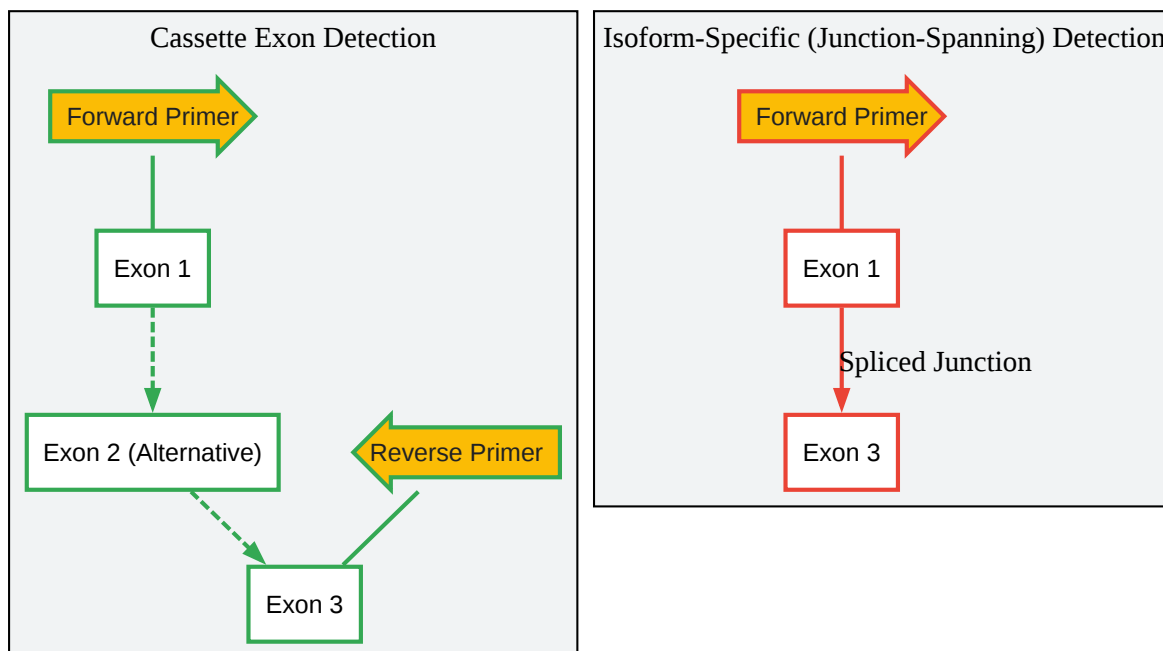 Cassette Exon Detection
Forward Primer
Exon 1
Exon 2 (Alternative)
Reverse Primer
Exon 3
Isoform-Specific (Junction-Spanning) Detection
Forward Primer
Exon 1
Spliced Junction
Exon 3